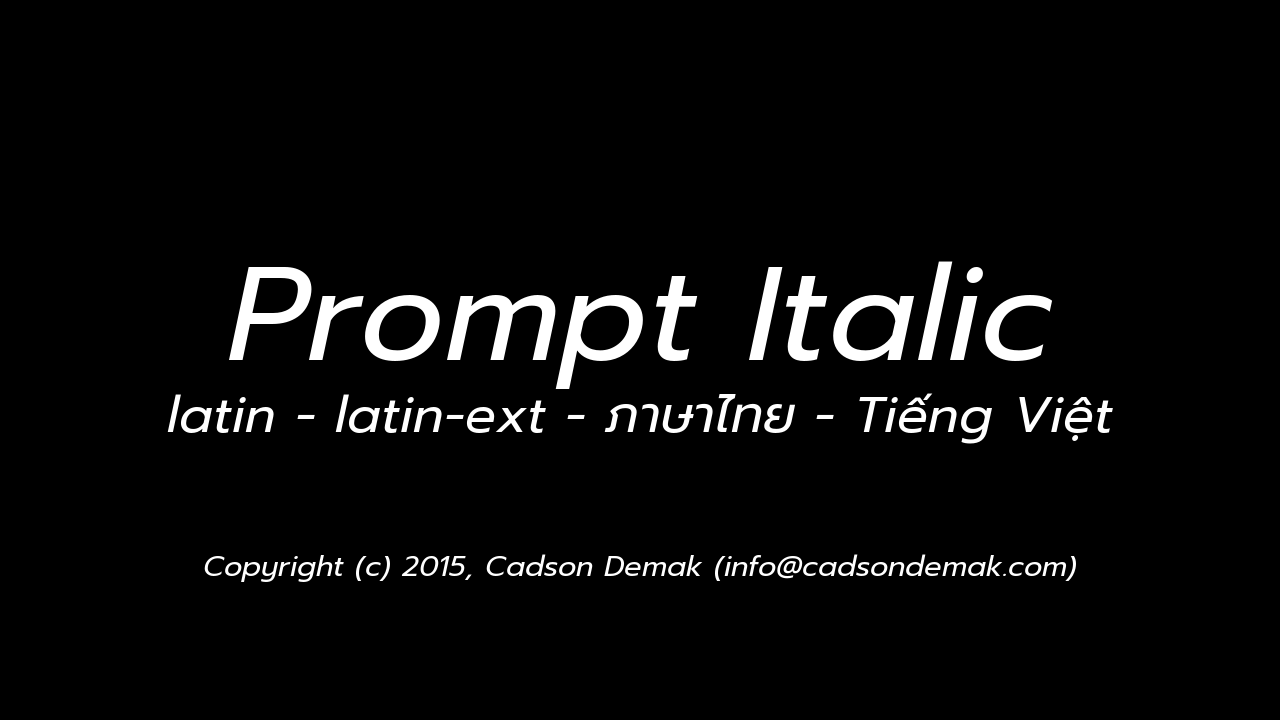 Prompt Italic
latin - latin-ext - ภาษาไทย - Tiếng Việt
Copyright (c) 2015, Cadson Demak (info@cadsondemak.com)